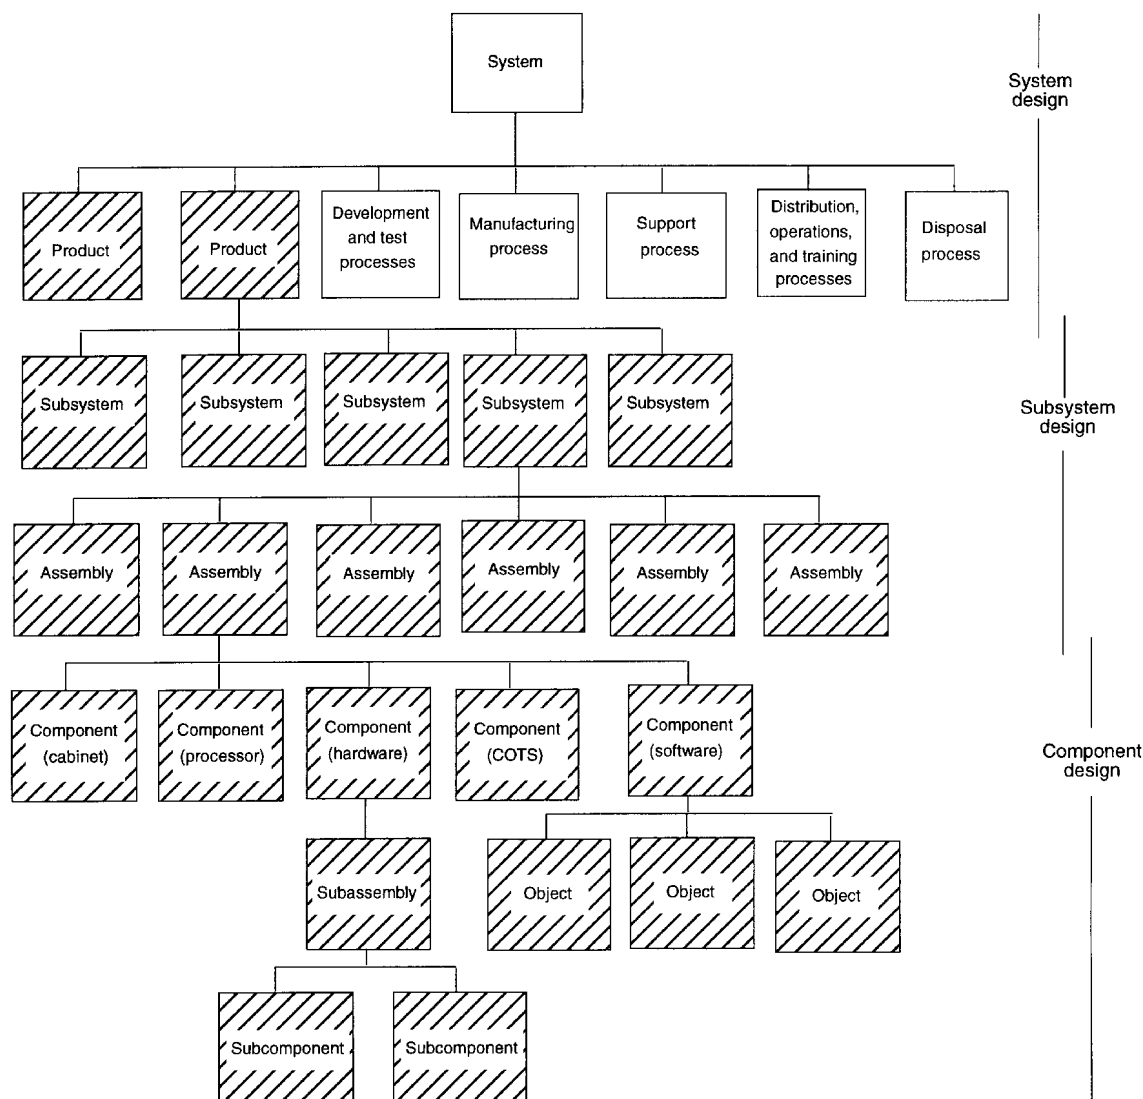 System
System
design
Product
Product
Development
and test
processes
Manufacturing
process
Support
process
Distribution,
operations,
and training
processes
Disposal
process
Subsystem
Subsystem
Subsystem
Subsystem
Subsystem
Subsystem
design
Assembly
Assembly
Assembly
Assembly
Assembly
Assembly
Component
(cabinet)
Component
(processor)
Component
(hardware)
Component
(COTS)
Component
(software)
Component
design
Subassembly
Object
Object
Object
Subcomponent
Subcomponent